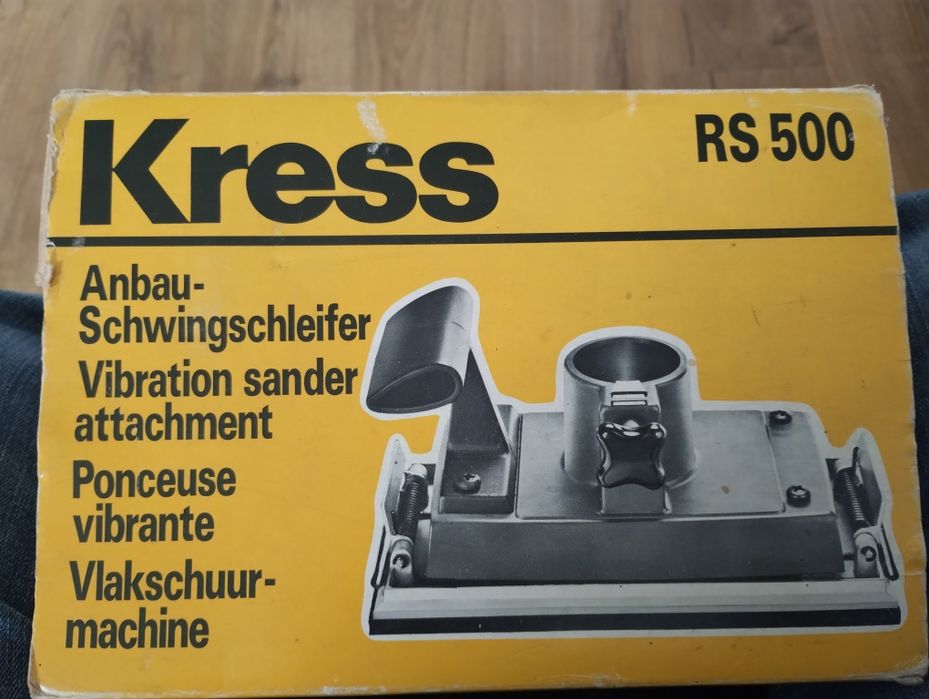 Kress
RS 500
Anbau-
Schwingschleifer
Vibration sander
attachment
Ponceuse
vibrante
Vlakschuur-
machine